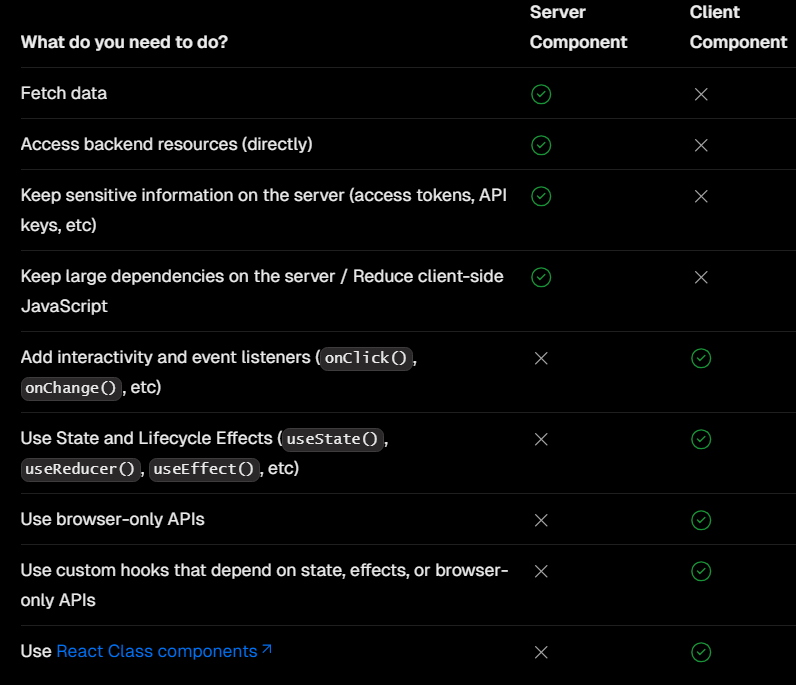 What do you need to do? Server Component Client Component
Fetch data
Access backend resources (directly)
Keep sensitive information on the server (access tokens, API
keys, etc)
Keep large dependencies on the server / Reduce client-side
JavaScript
Add interactivity and event listeners (onClick(),
onChange(), etc)
Use State and Lifecycle Effects (useState(),
useReducer(), useEffect(), etc)
Use browser-only APIs
Use custom hooks that depend on state, effects, or browser-
only APIs
Use React Class components